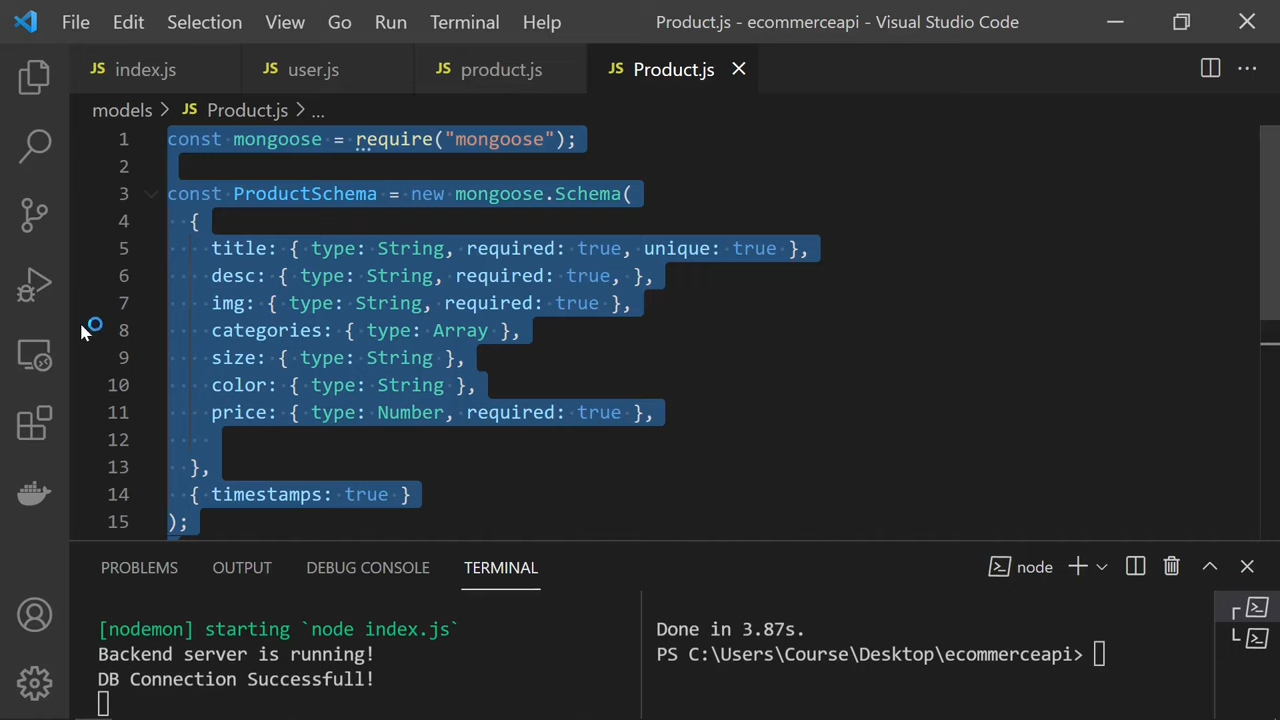 File Edit Selection View Go Run Terminal Help Product.js - ecommerceapi - Visual Studio Code
JS index.js JS user.js JS product.js JS Product.js
models > JS Product.js > ...
1 const mongoose = require("mongoose");
2
3 const ProductSchema = new mongoose.Schema(
4 {
5 title: { type: String, required: true, unique: true },
6 desc: { type: String, required: true, },
7 img: { type: String, required: true },
8 categories: { type: Array },
9 size: { type: String },
10 color: { type: String },
11 price: { type: Number, required: true },
12
13 },
14 { timestamps: true }
15 );
PROBLEMS OUTPUT DEBUG CONSOLE TERMINAL node
[nodemon] starting `node index.js`
Backend server is running!
DB Connection Successfull!
Done in 3.87s.
PS C:\Users\Course\Desktop\ecommerceapi>